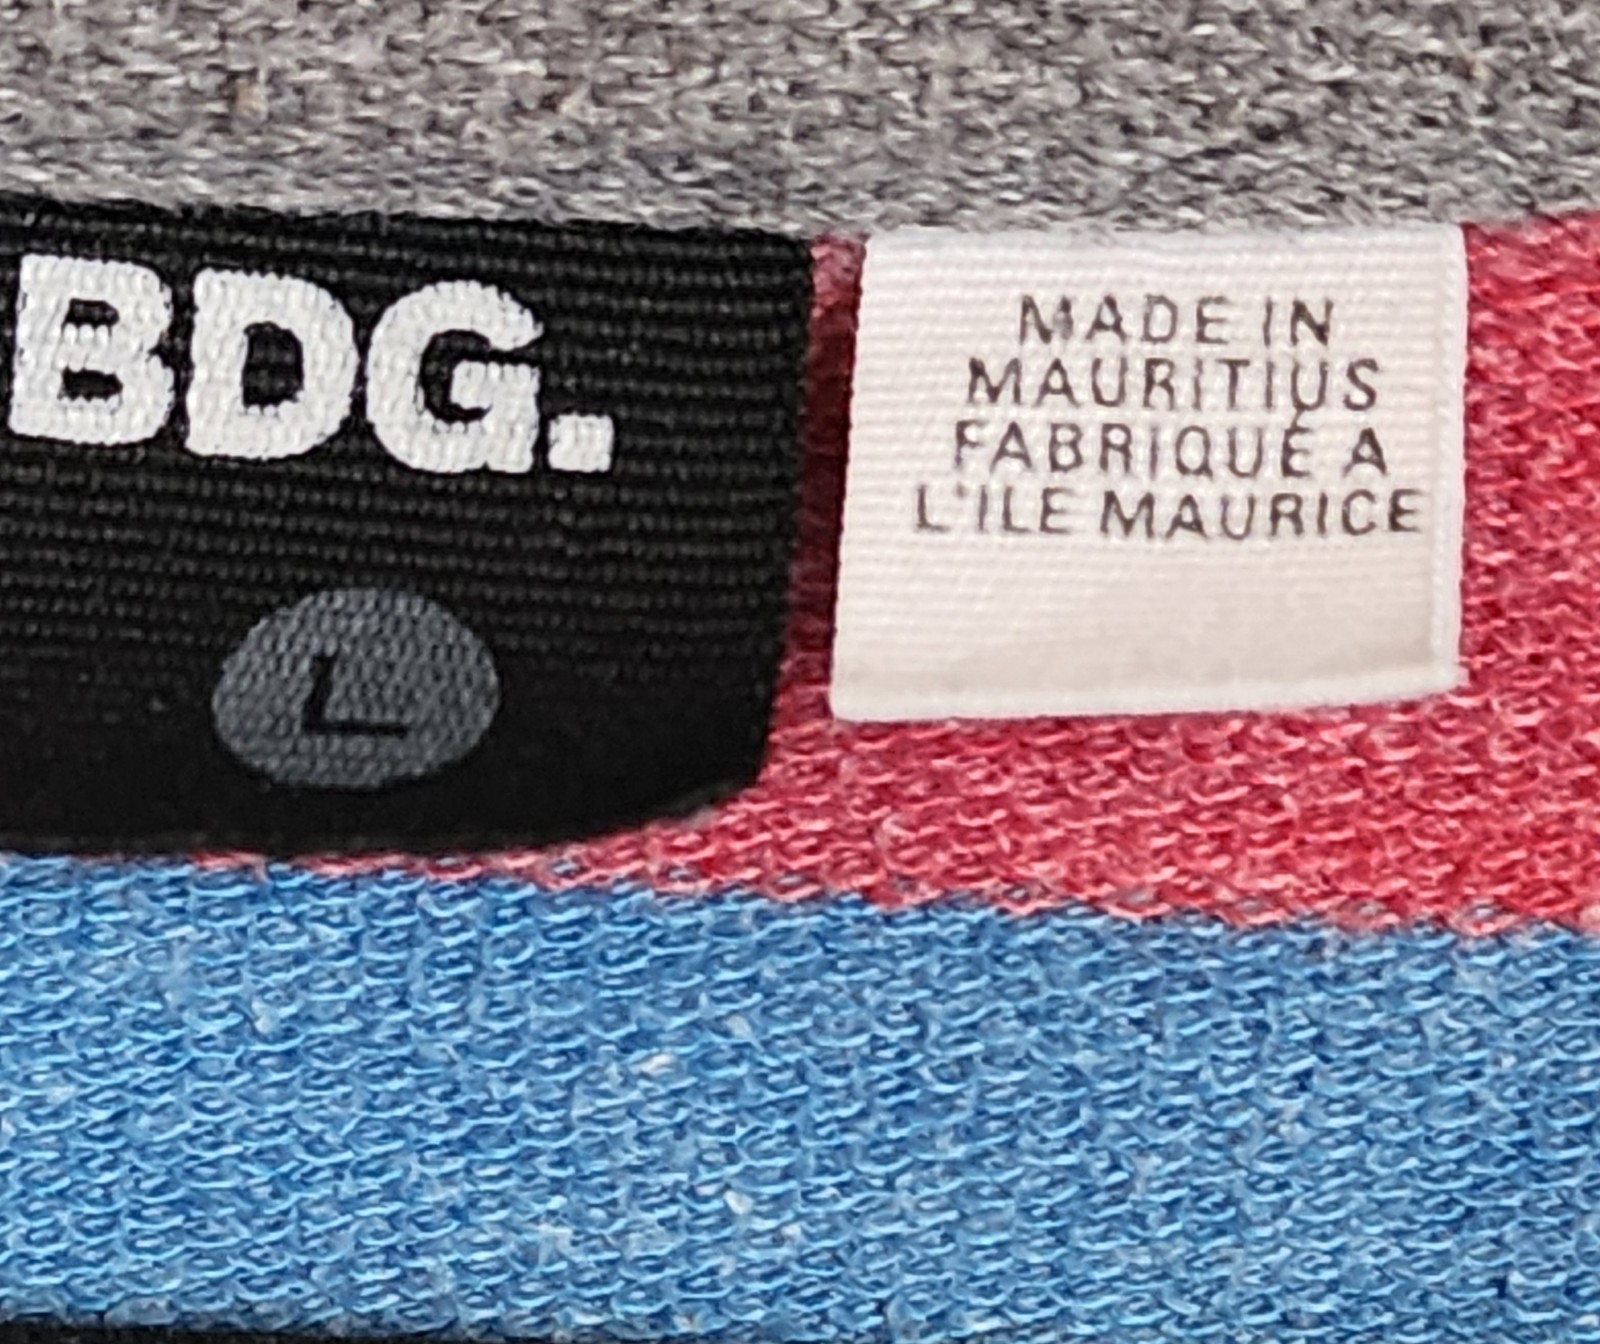 BDG.
L
MADE IN
MAURITIUS
FABRIQUÉ A
L'ILE MAURICE